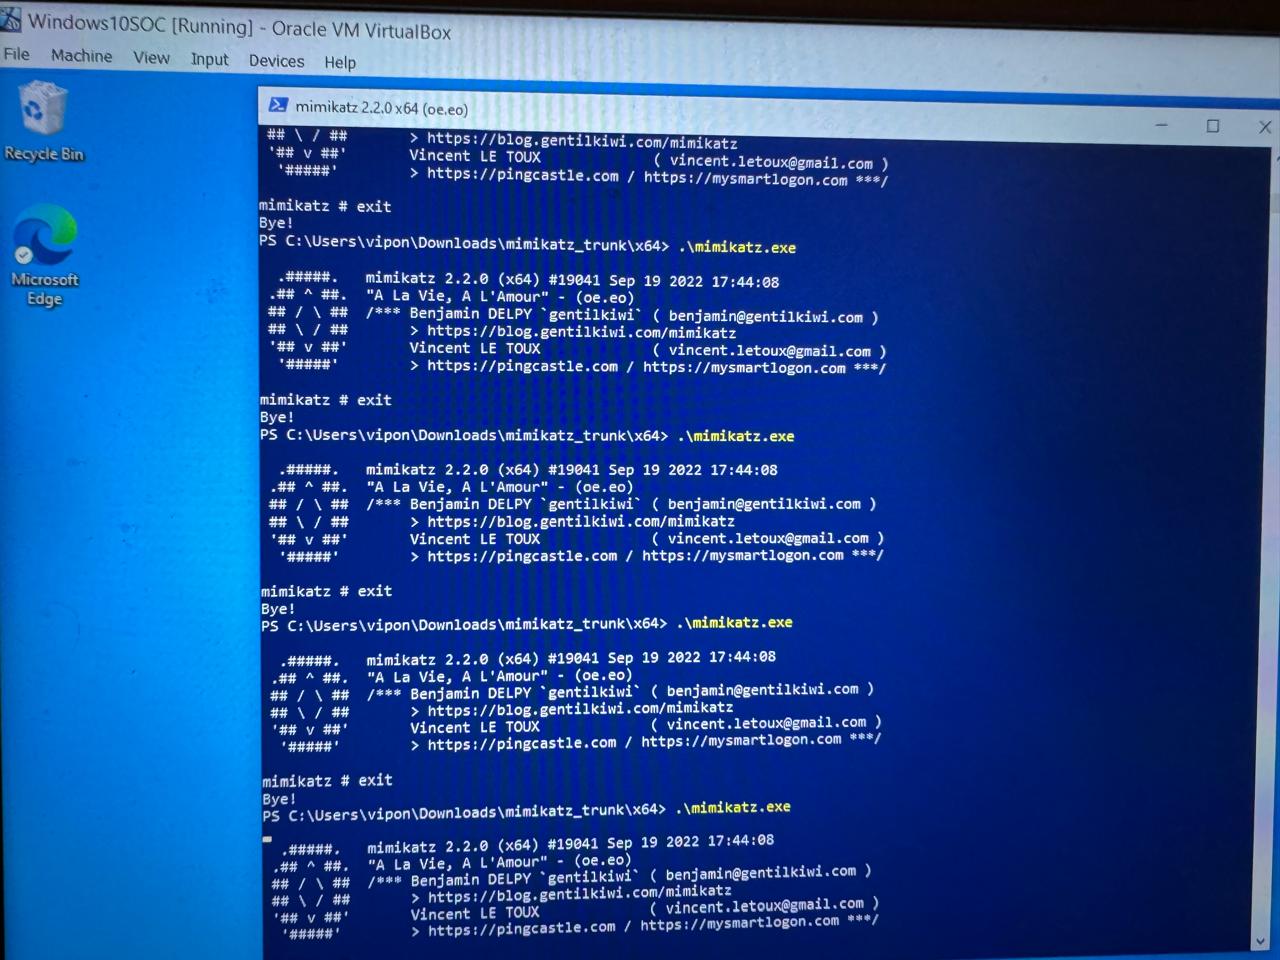 Windows10SOC [Running] - Oracle VM VirtualBox
File Machine View Input Devices Help
Recycle Bin
Microsoft
Edge
mimikatz 2.2.0 x64 (oe.eo)
## \ / ##       > https://blog.gentilkiwi.com/mimikatz
'## v ##'       Vincent LE TOUX             ( vincent.letoux@gmail.com )
'#####'        > https://pingcastle.com / https://mysmartlogon.com ***/
mimikatz # exit
Bye!
PS C:\Users\vipon\Downloads\mimikatz_trunk\x64> .\mimikatz.exe
.#####.   mimikatz 2.2.0 (x64) #19041 Sep 19 2022 17:44:08
.## ^ ##.  "A La Vie, A L'Amour" - (oe.eo)
## / \ ##  /*** Benjamin DELPY `gentilkiwi` ( benjamin@gentilkiwi.com )
## \ / ##       > https://blog.gentilkiwi.com/mimikatz
'## v ##'       Vincent LE TOUX             ( vincent.letoux@gmail.com )
'#####'        > https://pingcastle.com / https://mysmartlogon.com ***/
mimikatz # exit
Bye!
PS C:\Users\vipon\Downloads\mimikatz_trunk\x64> .\mimikatz.exe
.#####.   mimikatz 2.2.0 (x64) #19041 Sep 19 2022 17:44:08
.## ^ ##.  "A La Vie, A L'Amour" - (oe.eo)
## / \ ##  /*** Benjamin DELPY `gentilkiwi` ( benjamin@gentilkiwi.com )
## \ / ##       > https://blog.gentilkiwi.com/mimikatz
'## v ##'       Vincent LE TOUX             ( vincent.letoux@gmail.com )
'#####'        > https://pingcastle.com / https://mysmartlogon.com ***/
mimikatz # exit
Bye!
PS C:\Users\vipon\Downloads\mimikatz_trunk\x64> .\mimikatz.exe
.#####.   mimikatz 2.2.0 (x64) #19041 Sep 19 2022 17:44:08
.## ^ ##.  "A La Vie, A L'Amour" - (oe.eo)
## / \ ##  /*** Benjamin DELPY `gentilkiwi` ( benjamin@gentilkiwi.com )
## \ / ##       > https://blog.gentilkiwi.com/mimikatz
'## v ##'       Vincent LE TOUX             ( vincent.letoux@gmail.com )
'#####'        > https://pingcastle.com / https://mysmartlogon.com ***/
mimikatz # exit
Bye!
PS C:\Users\vipon\Downloads\mimikatz_trunk\x64> .\mimikatz.exe
.#####.   mimikatz 2.2.0 (x64) #19041 Sep 19 2022 17:44:08
.## ^ ##.  "A La Vie, A L'Amour" - (oe.eo)
## / \ ##  /*** Benjamin DELPY `gentilkiwi` ( benjamin@gentilkiwi.com )
## \ / ##       > https://blog.gentilkiwi.com/mimikatz
'## v ##'       Vincent LE TOUX             ( vincent.letoux@gmail.com )
'#####'        > https://pingcastle.com / https://mysmartlogon.com ***/